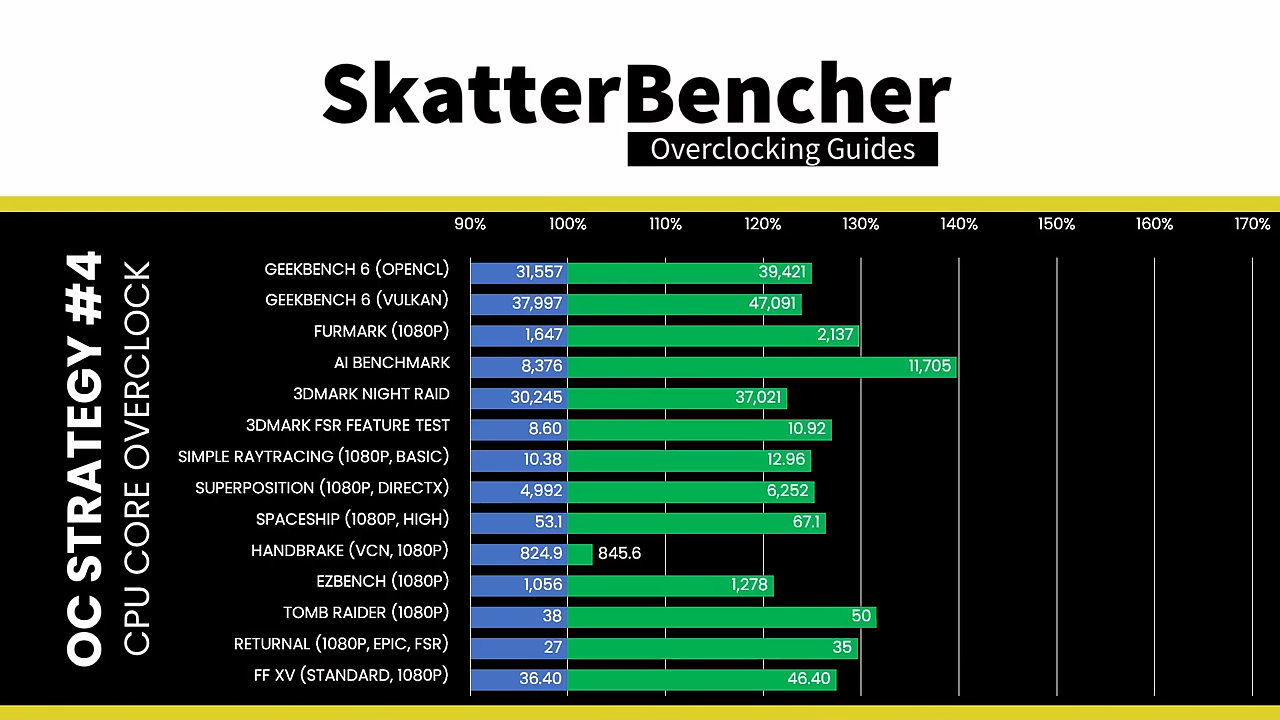 SkatterBencher
Overclocking Guides
90% 100% 110% 120% 130% 140% 150% 160% 170%
OC STRATEGY #4
CPU CORE OVERCLOCK
GEEKBENCH 6 (OPENCL) 31,557 39,421
GEEKBENCH 6 (VULKAN) 37,997 47,091
FURMARK (1080P) 1,647 2,137
AI BENCHMARK 8,376 11,705
3DMARK NIGHT RAID 30,245 37,021
3DMARK FSR FEATURE TEST 8.60 10.92
SIMPLE RAYTRACING (1080P, BASIC) 10.38 12.96
SUPERPOSITION (1080P, DIRECTX) 4,992 6,252
SPACESHIP (1080P, HIGH) 53.1 67.1
HANDBRAKE (VCN, 1080P) 824.9 845.6
EZBENCH (1080P) 1,056 1,278
TOMB RAIDER (1080P) 38 50
RETURNAL (1080P, EPIC, FSR) 27 35
FF XV (STANDARD, 1080P) 36.40 46.40